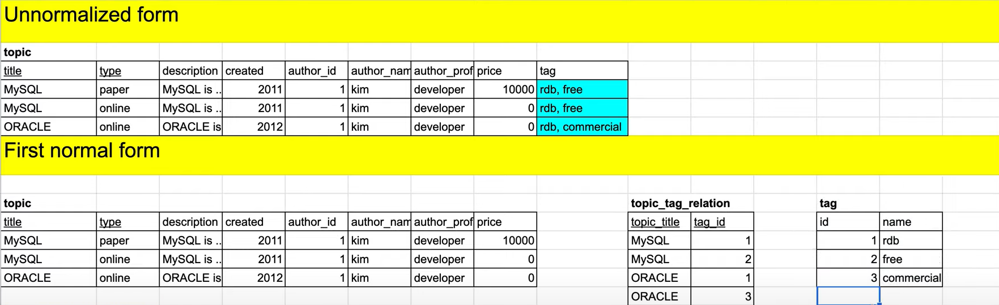 Unnormalized form
topic
title type description created author_id author_nam author_prof price tag
MySQL paper MySQL is .. 2011 1 kim developer 10000 rdb, free
MySQL online MySQL is .. 2011 1 kim developer 0 rdb, free
ORACLE online ORACLE is 2012 1 kim developer 0 rdb, commercial
First normal form
topic topic_tag_relation tag
title type description created author_id author_nam author_prof price topic_title tag_id id name
MySQL paper MySQL is .. 2011 1 kim developer 10000 MySQL 1 1 rdb
MySQL online MySQL is .. 2011 1 kim developer 0 MySQL 2 2 free
ORACLE online ORACLE is 2012 1 kim developer 0 ORACLE 1 3 commercial
ORACLE 3